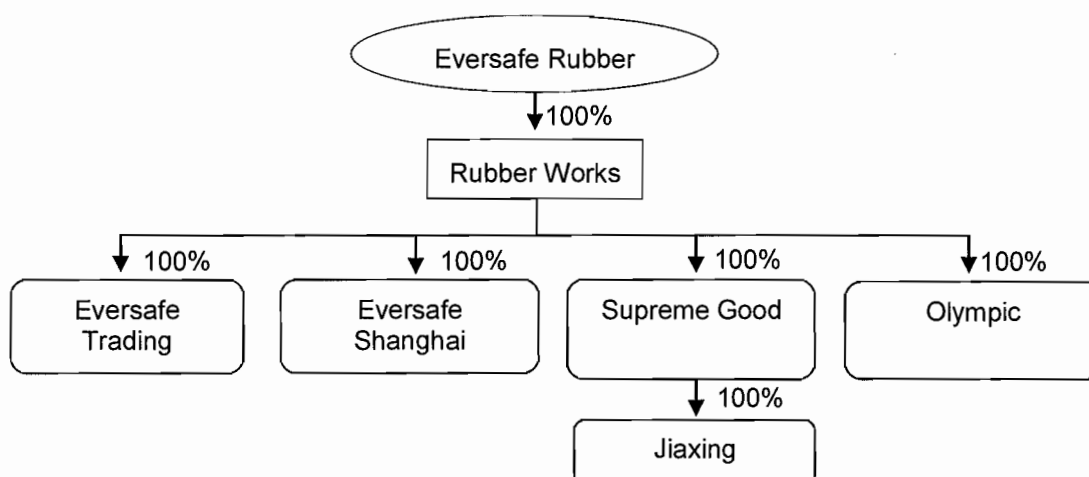 Eversafe Rubber
100%
Rubber Works
100%
100%
100%
100%
Eversafe
Trading
Eversafe
Shanghai
Supreme Good
Olympic
100%
Jiaxing